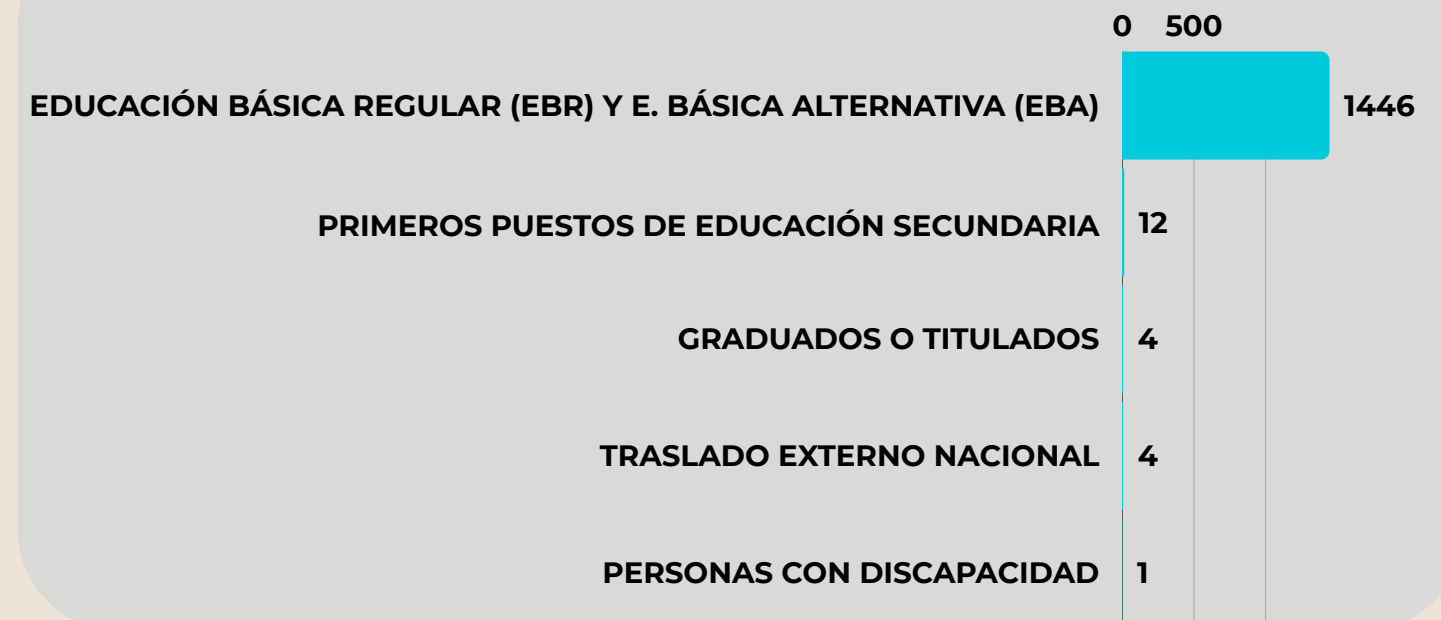 0 500
EDUCACIÓN BÁSICA REGULAR (EBR) Y E. BÁSICA ALTERNATIVA (EBA) 1446
PRIMEROS PUESTOS DE EDUCACIÓN SECUNDARIA 12
GRADUADOS O TITULADOS 4
TRASLADO EXTERNO NACIONAL 4
PERSONAS CON DISCAPACIDAD 1